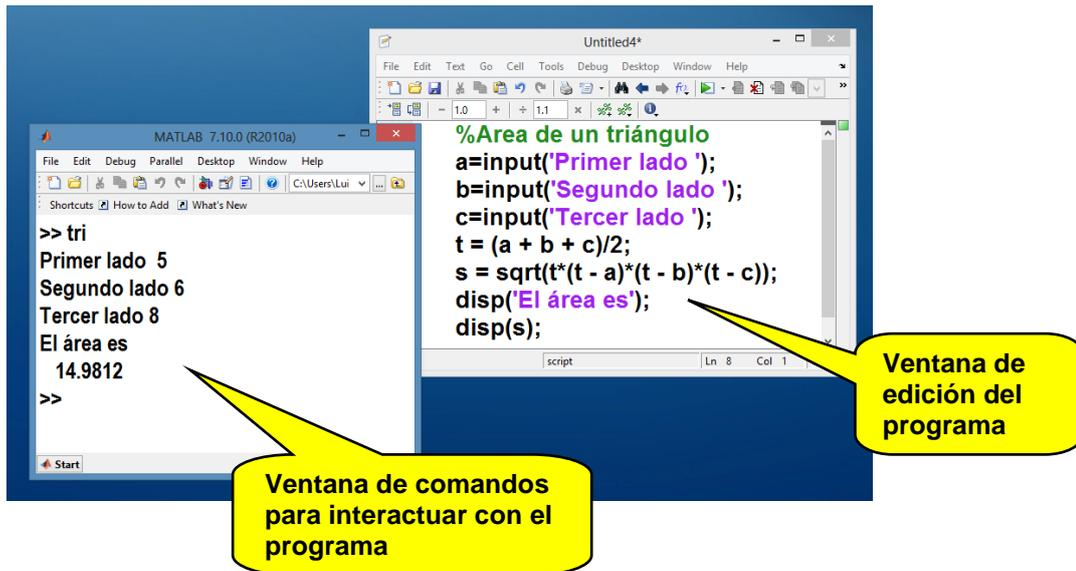 Untitled4*
File Edit Text Go Cell Tools Debug Desktop Window Help
1.0 + ÷ 1.1 ×
%Area de un triángulo
a=input('Primer lado ');
b=input('Segundo lado ');
c=input('Tercer lado ');
t = (a + b + c)/2;
s = sqrt(t*(t - a)*(t - b)*(t - c));
disp('El área es');
disp(s);
script Ln 8 Col 1
MATLAB 7.10.0 (R2010a)
File Edit Debug Parallel Desktop Window Help
C:\Users\Lui
Shortcuts How to Add What's New
>> tri
Primer lado 5
Segundo lado 6
Tercer lado 8
El área es
14.9812
>>
Start
Ventana de
edición del
programa
Ventana de comandos
para interactuar con el
programa